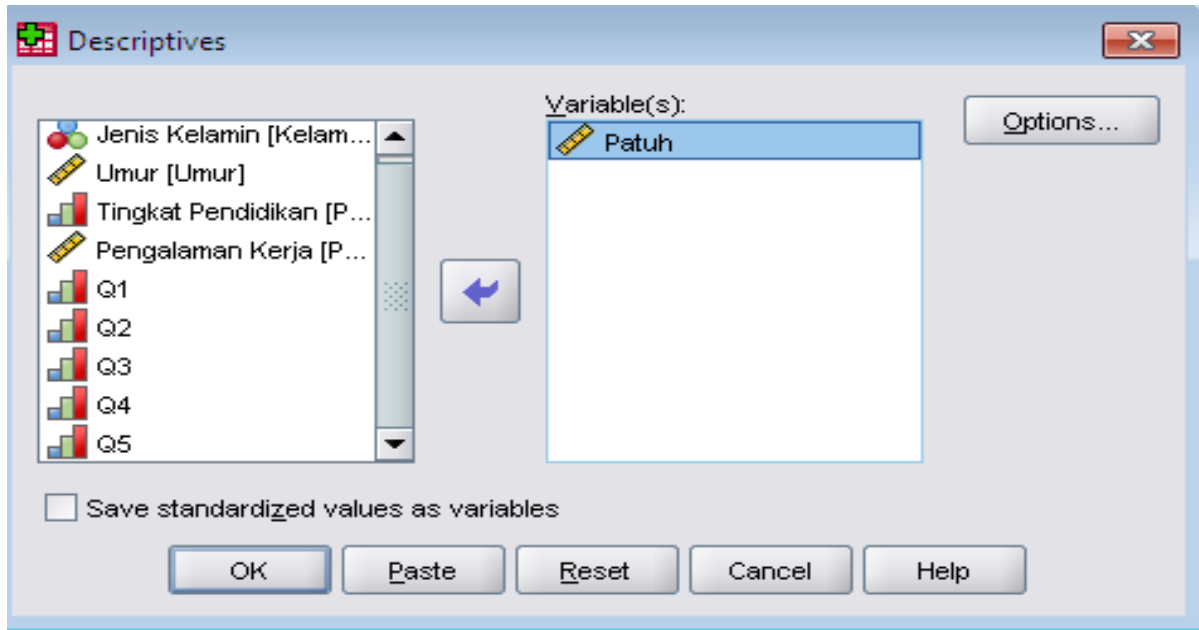 Descriptives
Variable(s):
Options...
Jenis Kelamin [Kelam...
Umur [Umur]
Tingkat Pendidikan [P...
Pengalaman Kerja [P...
Q1
Q2
Q3
Q4
Q5
Patuh
Save standardized values as variables
OK
Paste
Reset
Cancel
Help